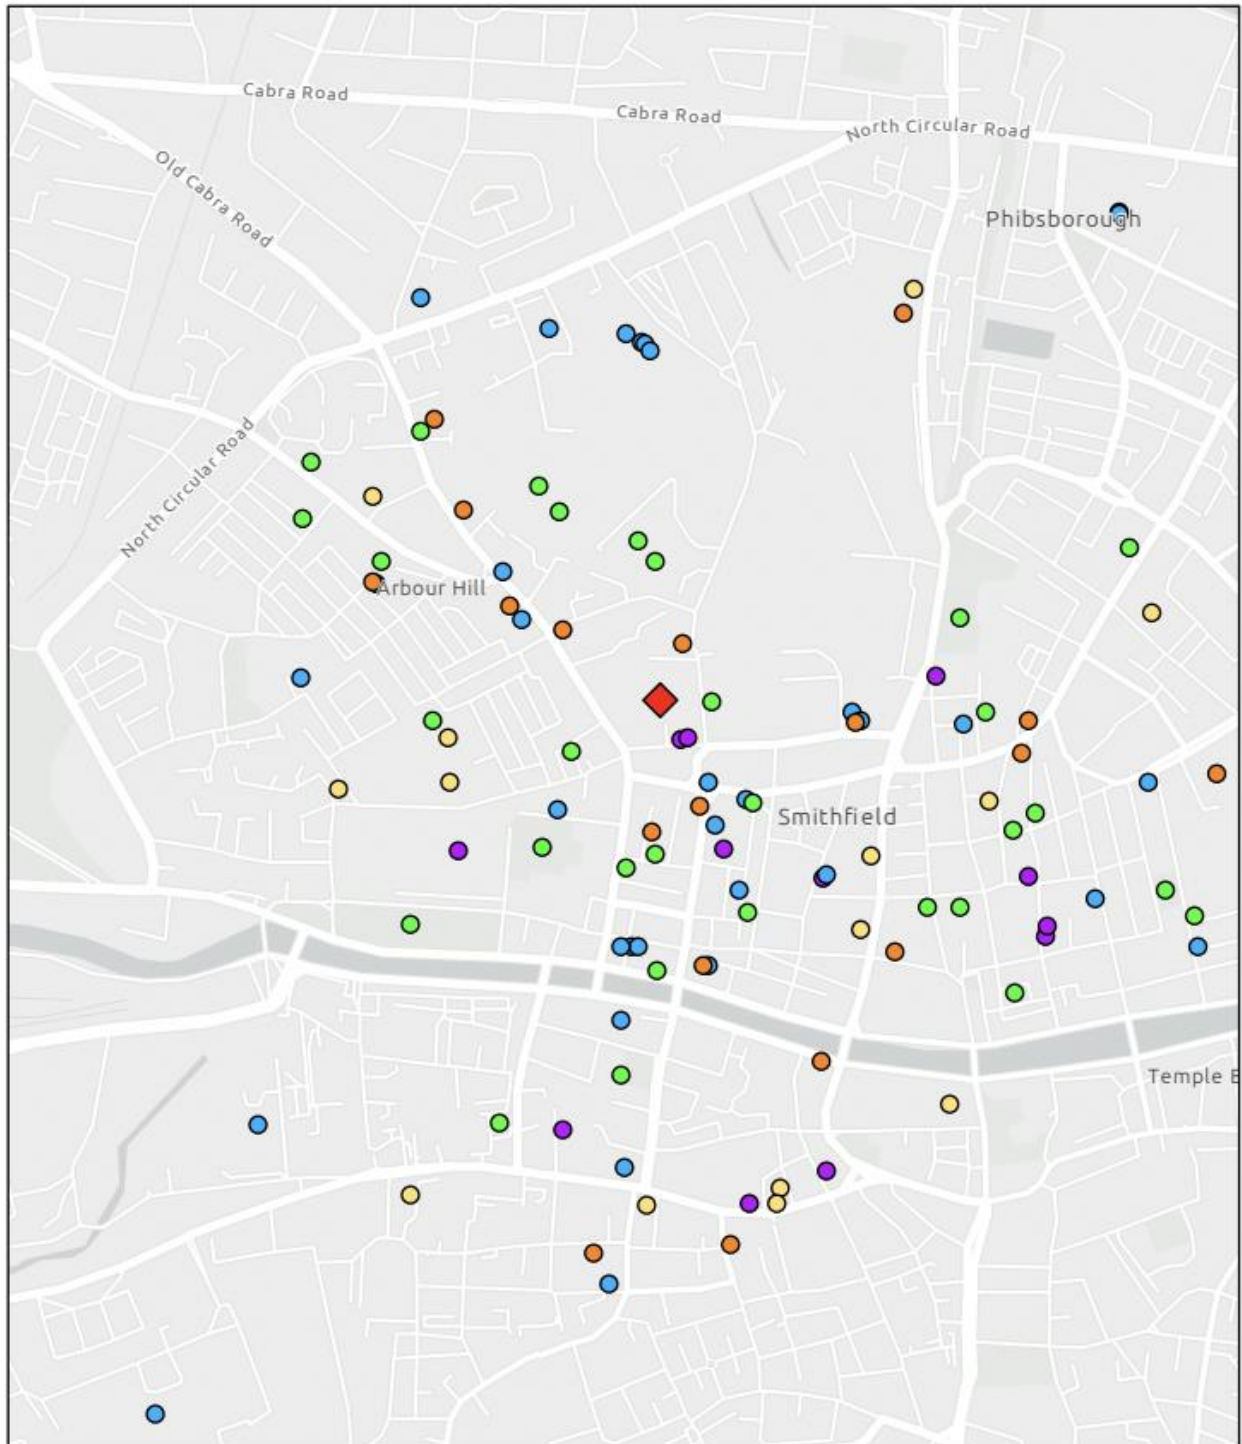 Cabra Road
Cabra Road
North Circular Road
Old Cabra Road
Phibsborough
North Circular Road
Arbour Hill
Smithfield
Temple B